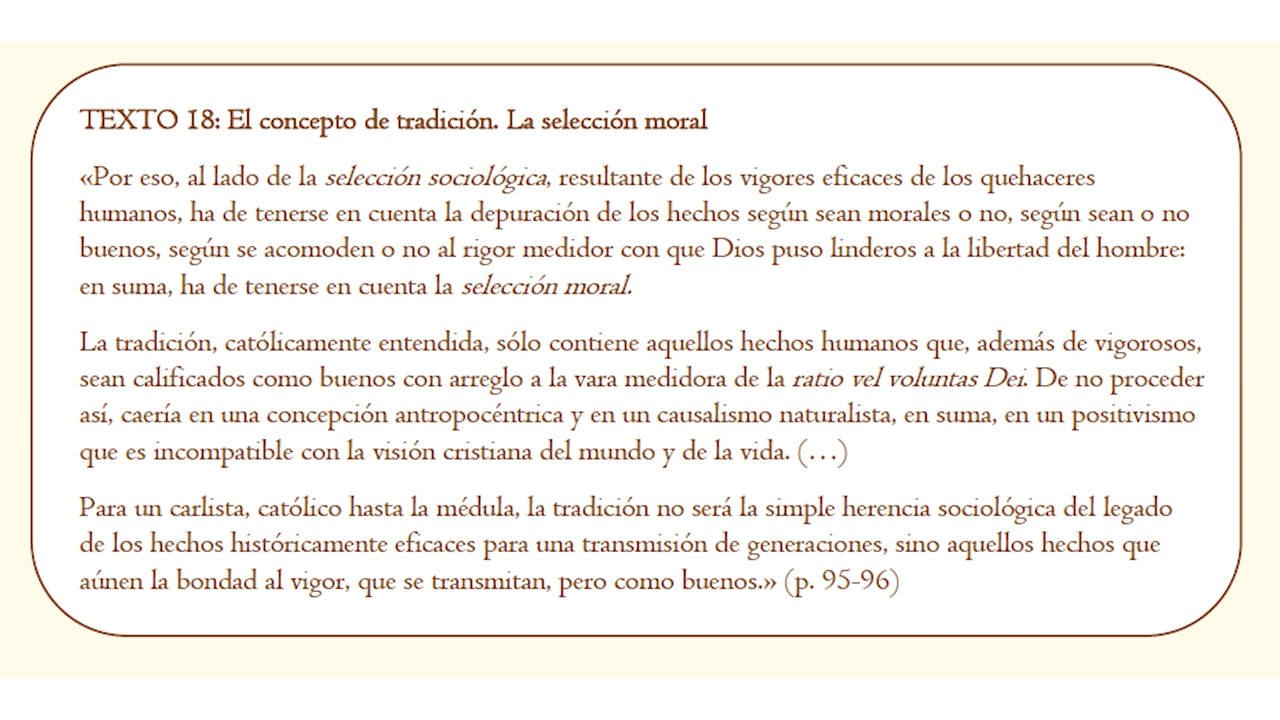 TEXTO 18: El concepto de tradición. La selección moral
«Por eso, al lado de la selección sociológica, resultante de los vigores eficaces de los quehaceres
humanos, ha de tenerse en cuenta la depuración de los hechos según sean morales o no, según sean o no
buenos, según se acomoden o no al rigor medidor con que Dios puso linderos a la libertad del hombre:
en suma, ha de tenerse en cuenta la selección moral.
La tradición, católicamente entendida, sólo contiene aquellos hechos humanos que, además de vigorosos,
sean calificados como buenos con arreglo a la vara medidora de la ratio vel voluntas Dei. De no proceder
así, caería en una concepción antropocéntrica y en un causalismo naturalista, en suma, en un positivismo
que es incompatible con la visión cristiana del mundo y de la vida. (…)
Para un carlista, católico hasta la médula, la tradición no será la simple herencia sociológica del legado
de los hechos históricamente eficaces para una transmisión de generaciones, sino aquellos hechos que
aúnen la bondad al vigor, que se transmitan, pero como buenos.» (p. 95-96)